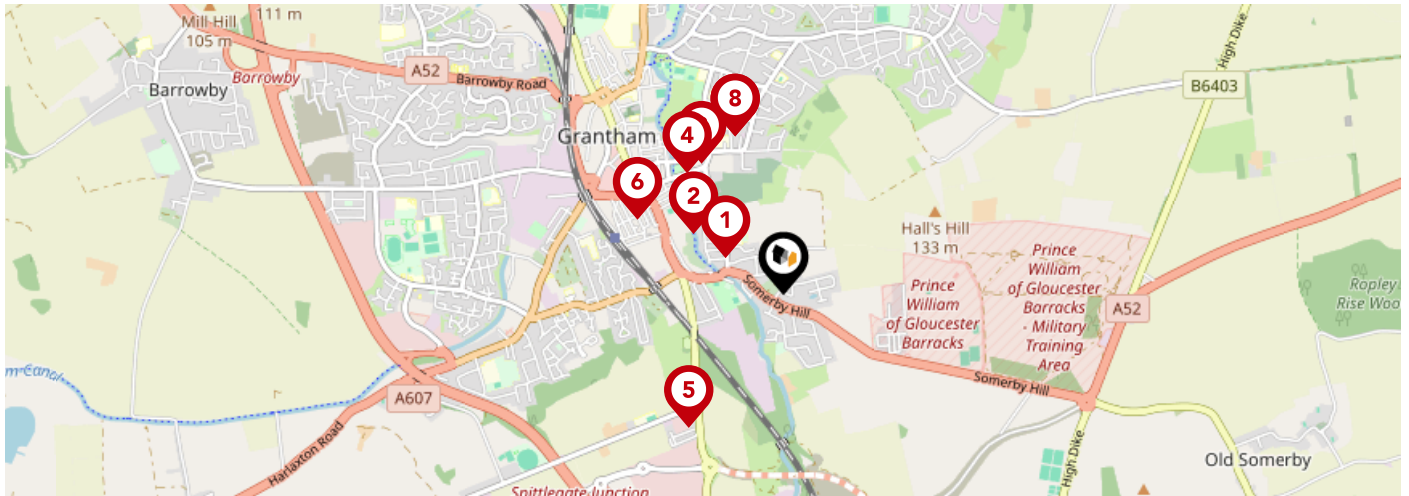 Mill Hill
105 m
111 m
Barrowby
Barrowby
A52
Barrowby Road
Grantham
8
4
6
2
1
5
High Dike
B6403
Hall's Hill
133 m
Prince
William
of Gloucester
Barracks
Prince
William
of Gloucester
Barracks
- Military
Training
Area
A52
Ropley
Rise Woo
Somerby Hill
Somerby Hill
m-Canal
A607
Harlaxton Road
Spittlegate Junction
High Dike
Old Somerby